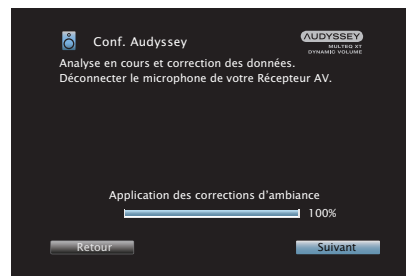 Conf. Audyssey
AUDYSSEY
MULTEQ XT
DYNAMIC VOLUME
Analyse en cours et correction des données.
Déconnecter le microphone de votre Récepteur AV.
Application des corrections d'ambiance
100%
Retour
Suivant